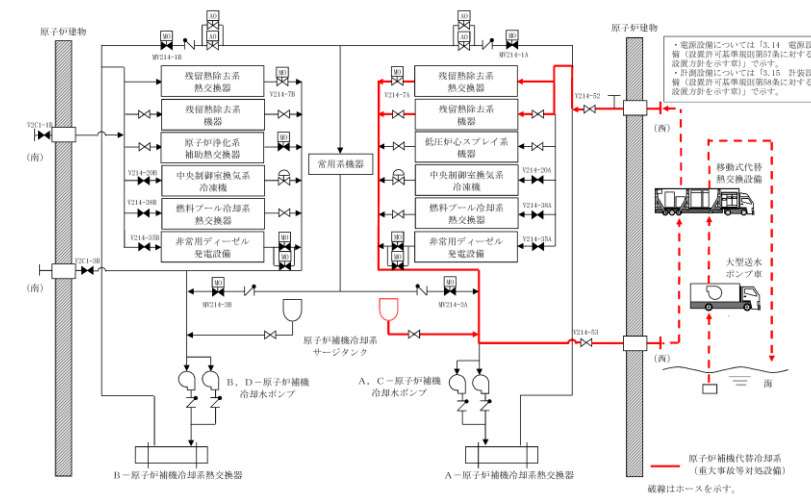 原子炉建物
AO
AO
MO
MV214-1B
AO
AO
MO
MV214-1A
原子炉建物
・電源設備については「3.14 電源設
備(設置許可基準規則第57条に対する
設置方針を示す章)」で示す。
・計測設備については「3.15 計装設
備(設置許可基準規則第58条に対する
設置方針を示す章)」で示す。
残留熱除去系
熱交換器
MO
V214-7B
残留熱除去系
機器
原子炉浄化系
補助熱交換器
MO
中央制御室換気系
冷凍機
V214-20B
燃料プール冷却系
熱交換器
V214-38B
非常用ディーゼル
発電設備
V214-35B
MO
MO
V2C1-1B
(南)
V2C1-3B
(南)
常用系機器
MO
V214-7A
残留熱除去系
熱交換器
残留熱除去系
機器
低圧炉心スプレイ系
機器
中央制御室換気系
冷凍機
V214-20A
燃料プール冷却系
熱交換器
V214-38A
非常用ディーゼル
発電設備
V214-35A
MO
MO
V214-52
(西)
移動式代替
熱交換設備
大型送水
ポンプ車
V214-53
(西)
海
MO
MV214-3B
MO
MV214-3A
原子炉補機冷却系
サージタンク
B,D-原子炉補機
冷却水ポンプ
A,C-原子炉補機
冷却水ポンプ
B-原子炉補機冷却系熱交換器
A-原子炉補機冷却系熱交換器
原子炉補機代替冷却系
(重大事故等対処設備)
破線はホースを示す。